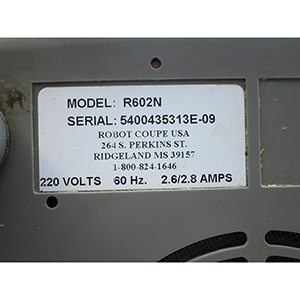 MODEL: R602N
SERIAL: 5400435313E-09
ROBOT COUPE USA
264 S. PERKINS ST.
RIDGELAND MS 39157
1-800-824-1646
220 VOLTS 60 Hz. 2.6/2.8 AMPS